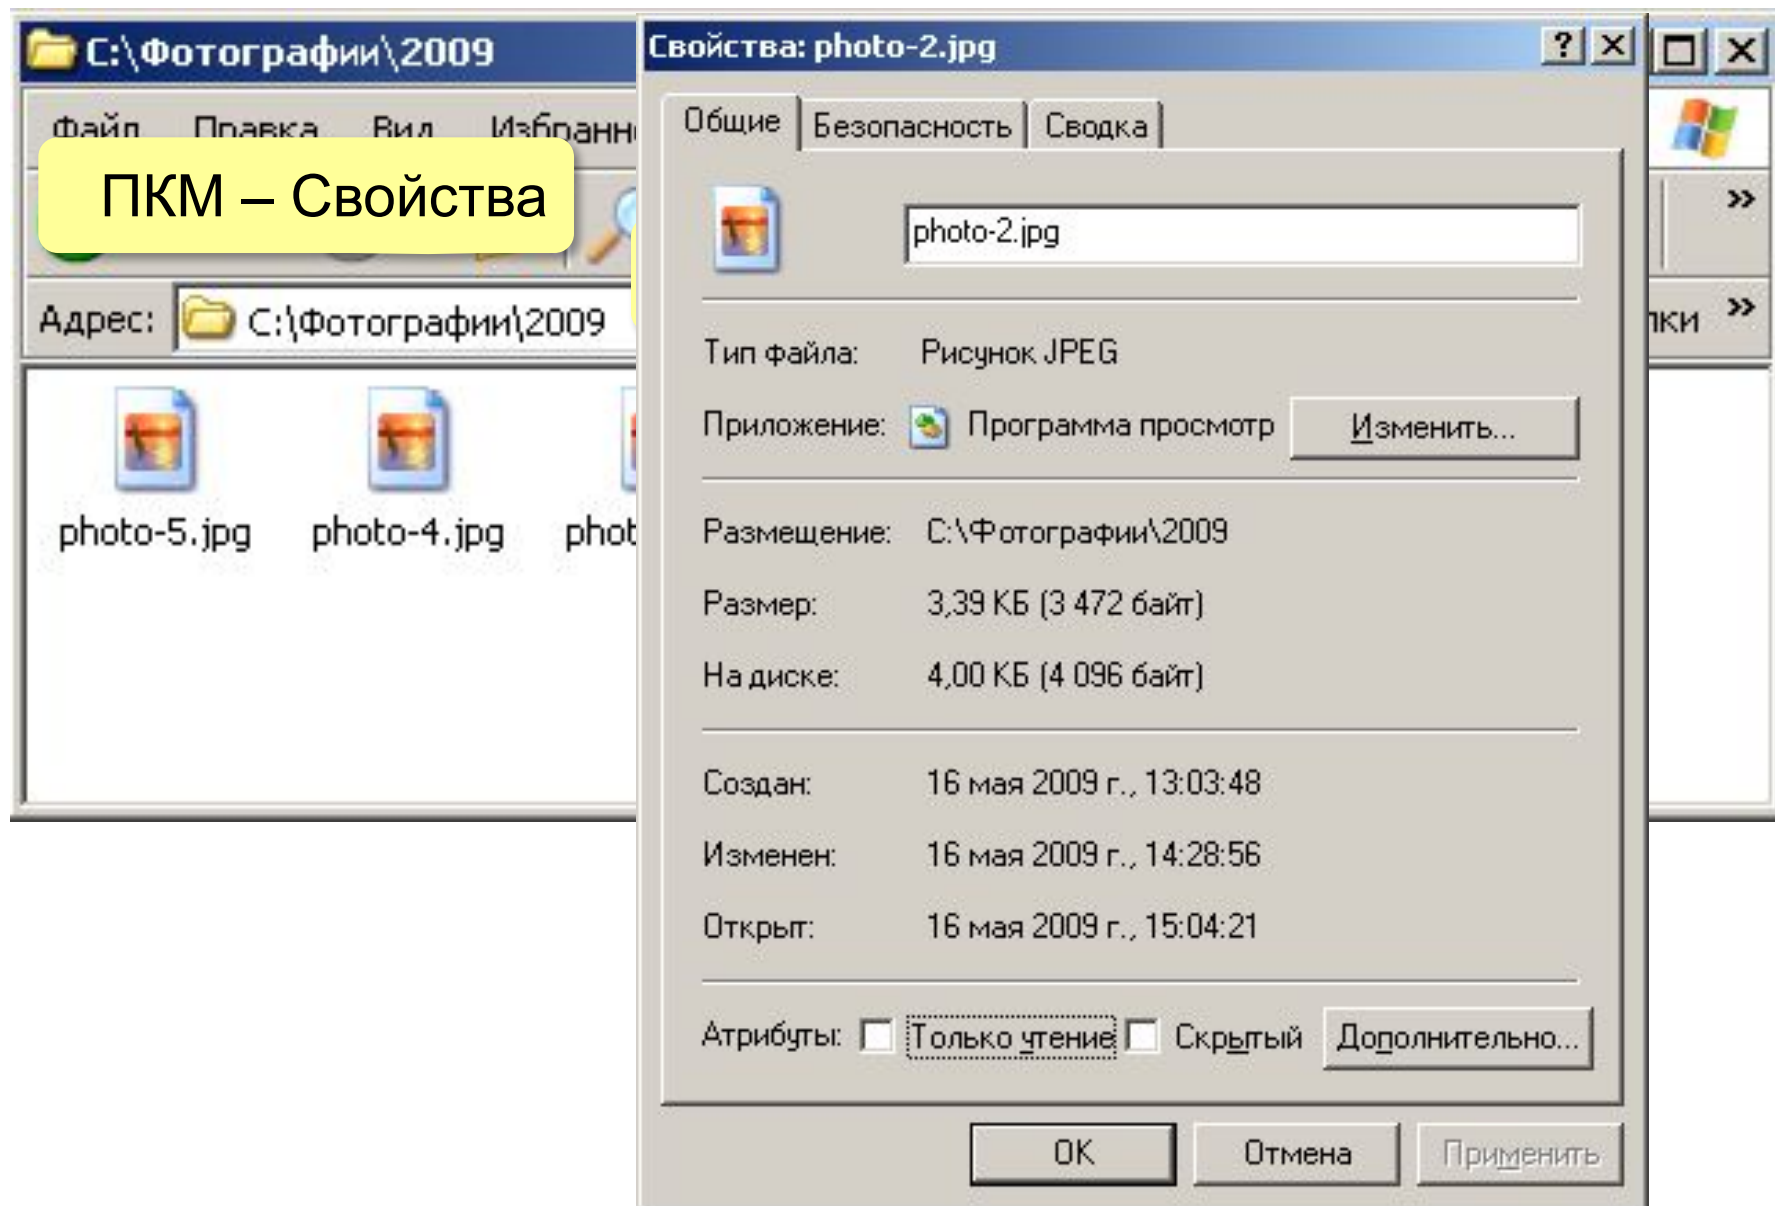 C:\Фотографии\2009
Файл Правка Вид
ПКМ – Свойства
Адрес: C:\Фотографии\2009
photo-5.jpg photo-4.jpg
Свойства: photo-2.jpg
Общие Безопасность Сводка
photo-2.jpg
Тип файла: Рисунок JPEG
Приложение: Программа просмотр Изменить...
Размещение: C:\Фотографии\2009
Размер: 3,39 КБ (3 472 байт)
На диске: 4,00 КБ (4 096 байт)
Создан: 16 мая 2009 г., 13:03:48
Изменен: 16 мая 2009 г., 14:28:56
Открыт: 16 мая 2009 г., 15:04:21
Атрибуты: Только чтение Скрытый Дополнительно...
OK Отмена Применить